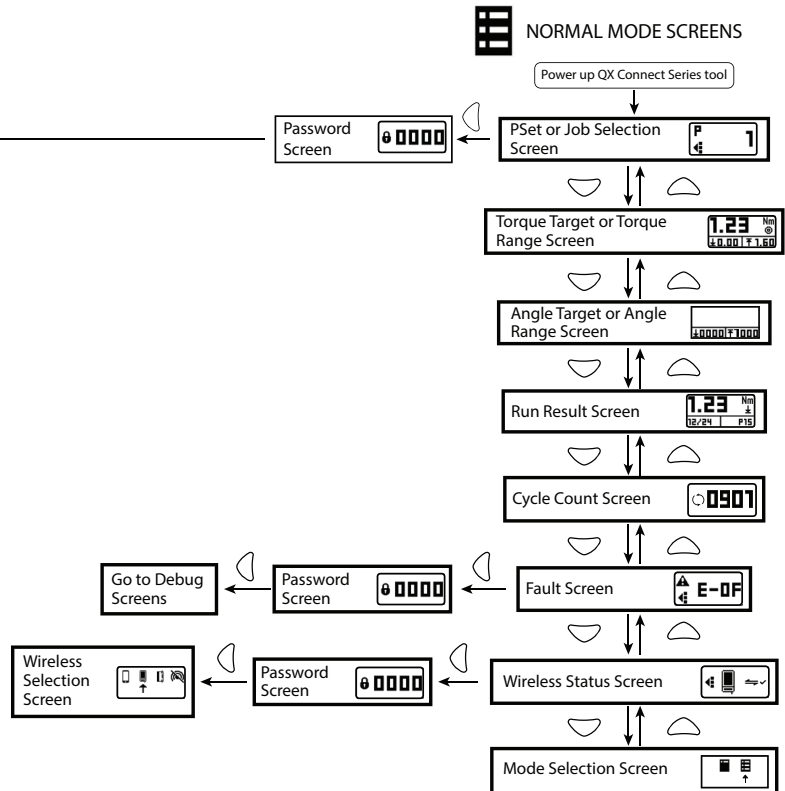 NORMAL MODE SCREENS
Power up QX Connect Series tool
Password
Screen
0000
PSet or Job Selection
Screen
P
1
Torque Target or Torque
Range Screen
1.23 Nm
0.00 1.60
Angle Target or Angle
Range Screen
0000 1000
Run Result Screen
1.23 Nm
12/24 P15
Cycle Count Screen
0901
Go to Debug
Screens
Password
Screen
0000
Fault Screen
E-0F
Wireless
Selection
Screen
Password
Screen
0000
Wireless Status Screen
Mode Selection Screen